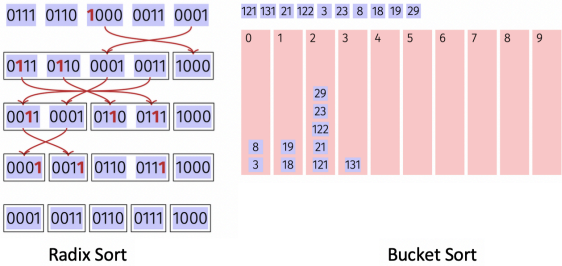 0111 0110 1000 0011 0001
0111 0110 0001 0011 1000
0011 0001 0110 0111 1000
0001 0011 0110 0111 1000
0001 0011 0110 0111 1000
Radix Sort
121 131 21 122 3 23 8 18 19 29
0 1 2 3 4 5 6 7 8 9
29
23
122
8 19 21
3 18 121 131
Bucket Sort